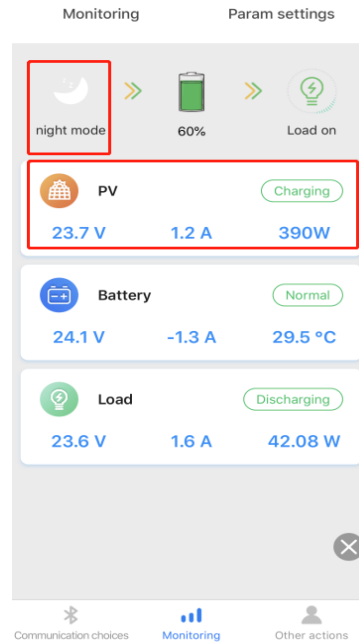 Monitoring Param settings
night mode 60% Load on
PV Charging
23.7 V 1.2 A 390W
Battery Normal
24.1 V -1.3 A 29.5 °C
Load Discharging
23.6 V 1.6 A 42.08 W
Communication choices Monitoring Other actions